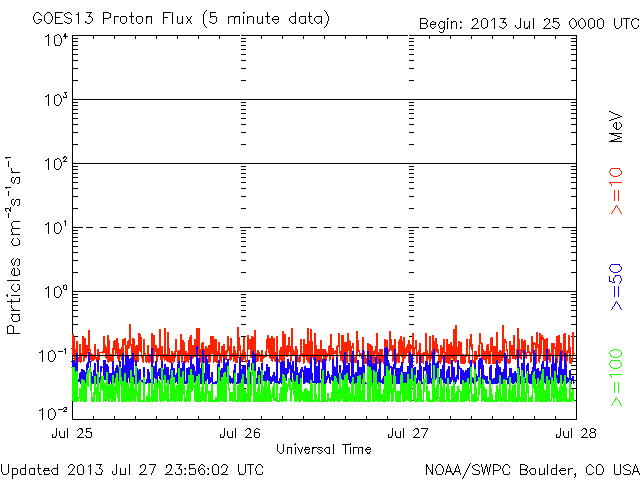 GOES13 Proton Flux (5 minute data) Begin: 2013 Jul 25 0000 UTC
10⁴
10³
10²
10¹
10⁰
10⁻¹
10⁻²
Particles cm⁻²s⁻¹sr⁻¹
MeV
>=10
>=50
>=100
Jul 25 Jul 26 Jul 27 Jul 28
Universal Time
Updated 2013 Jul 27 23:56:02 UTC NOAA/SWPC Boulder, CO USA